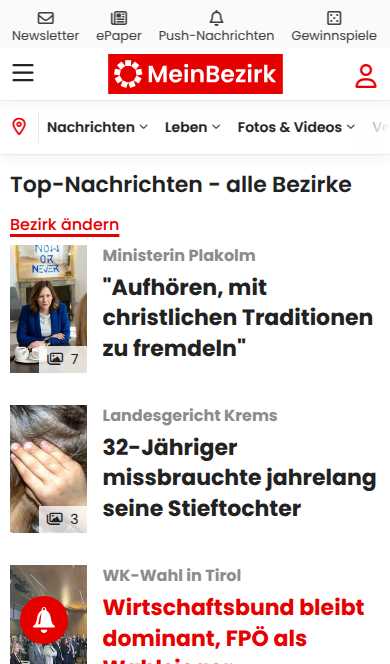 Newsletter
ePaper
Push-Nachrichten
Gewinnspiele
MeinBezirk
Nachrichten
Leben
Fotos & Videos
Top-Nachrichten - alle Bezirke
Bezirk ändern
NOW
OR
NEVER
7
Ministerin Plakolm
"Aufhören, mit
christlichen Traditionen
zu fremdeln"
3
Landesgericht Krems
32-Jähriger
missbrauchte jahrelang
seine Stieftochter
WK-Wahl in Tirol
Wirtschaftsbund bleibt
dominant, FPÖ als